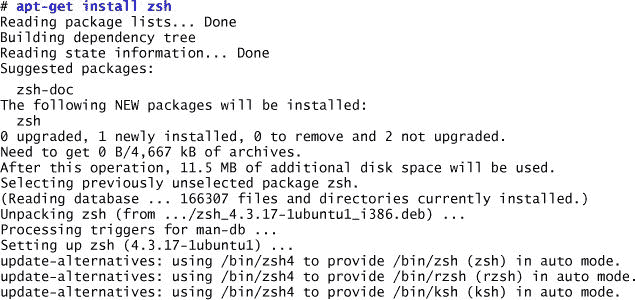 # apt-get install zsh
Reading package lists... Done
Building dependency tree
Reading state information... Done
Suggested packages:
zsh-doc
The following NEW packages will be installed:
zsh
0 upgraded, 1 newly installed, 0 to remove and 2 not upgraded.
Need to get 0 B/4,667 kB of archives.
After this operation, 11.5 MB of additional disk space will be used.
Selecting previously unselected package zsh.
(Reading database ... 166307 files and directories currently installed.)
Unpacking zsh (from .../zsh_4.3.17-1ubuntu1_i386.deb) ...
Processing triggers for man-db ...
Setting up zsh (4.3.17-1ubuntu1) ...
update-alternatives: using /bin/zsh4 to provide /bin/zsh (zsh) in auto mode.
update-alternatives: using /bin/zsh4 to provide /bin/rzsh (rzsh) in auto mode.
update-alternatives: using /bin/zsh4 to provide /bin/ksh (ksh) in auto mode.